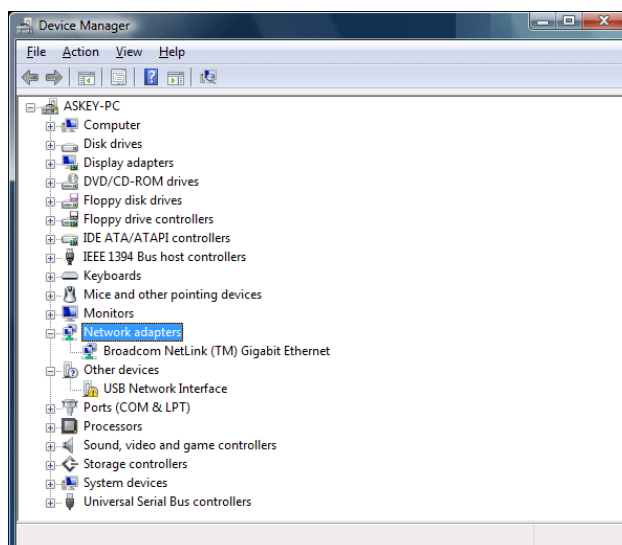 Device Manager
File Action View Help
ASKEY-PC
Computer
Disk drives
Display adapters
DVD/CD-ROM drives
Floppy disk drives
Floppy drive controllers
IDE ATA/ATAPI controllers
IEEE 1394 Bus host controllers
Keyboards
Mice and other pointing devices
Monitors
Network adapters
Broadcom NetLink (TM) Gigabit Ethernet
Other devices
USB Network Interface
Ports (COM & LPT)
Processors
Sound, video and game controllers
Storage controllers
System devices
Universal Serial Bus controllers